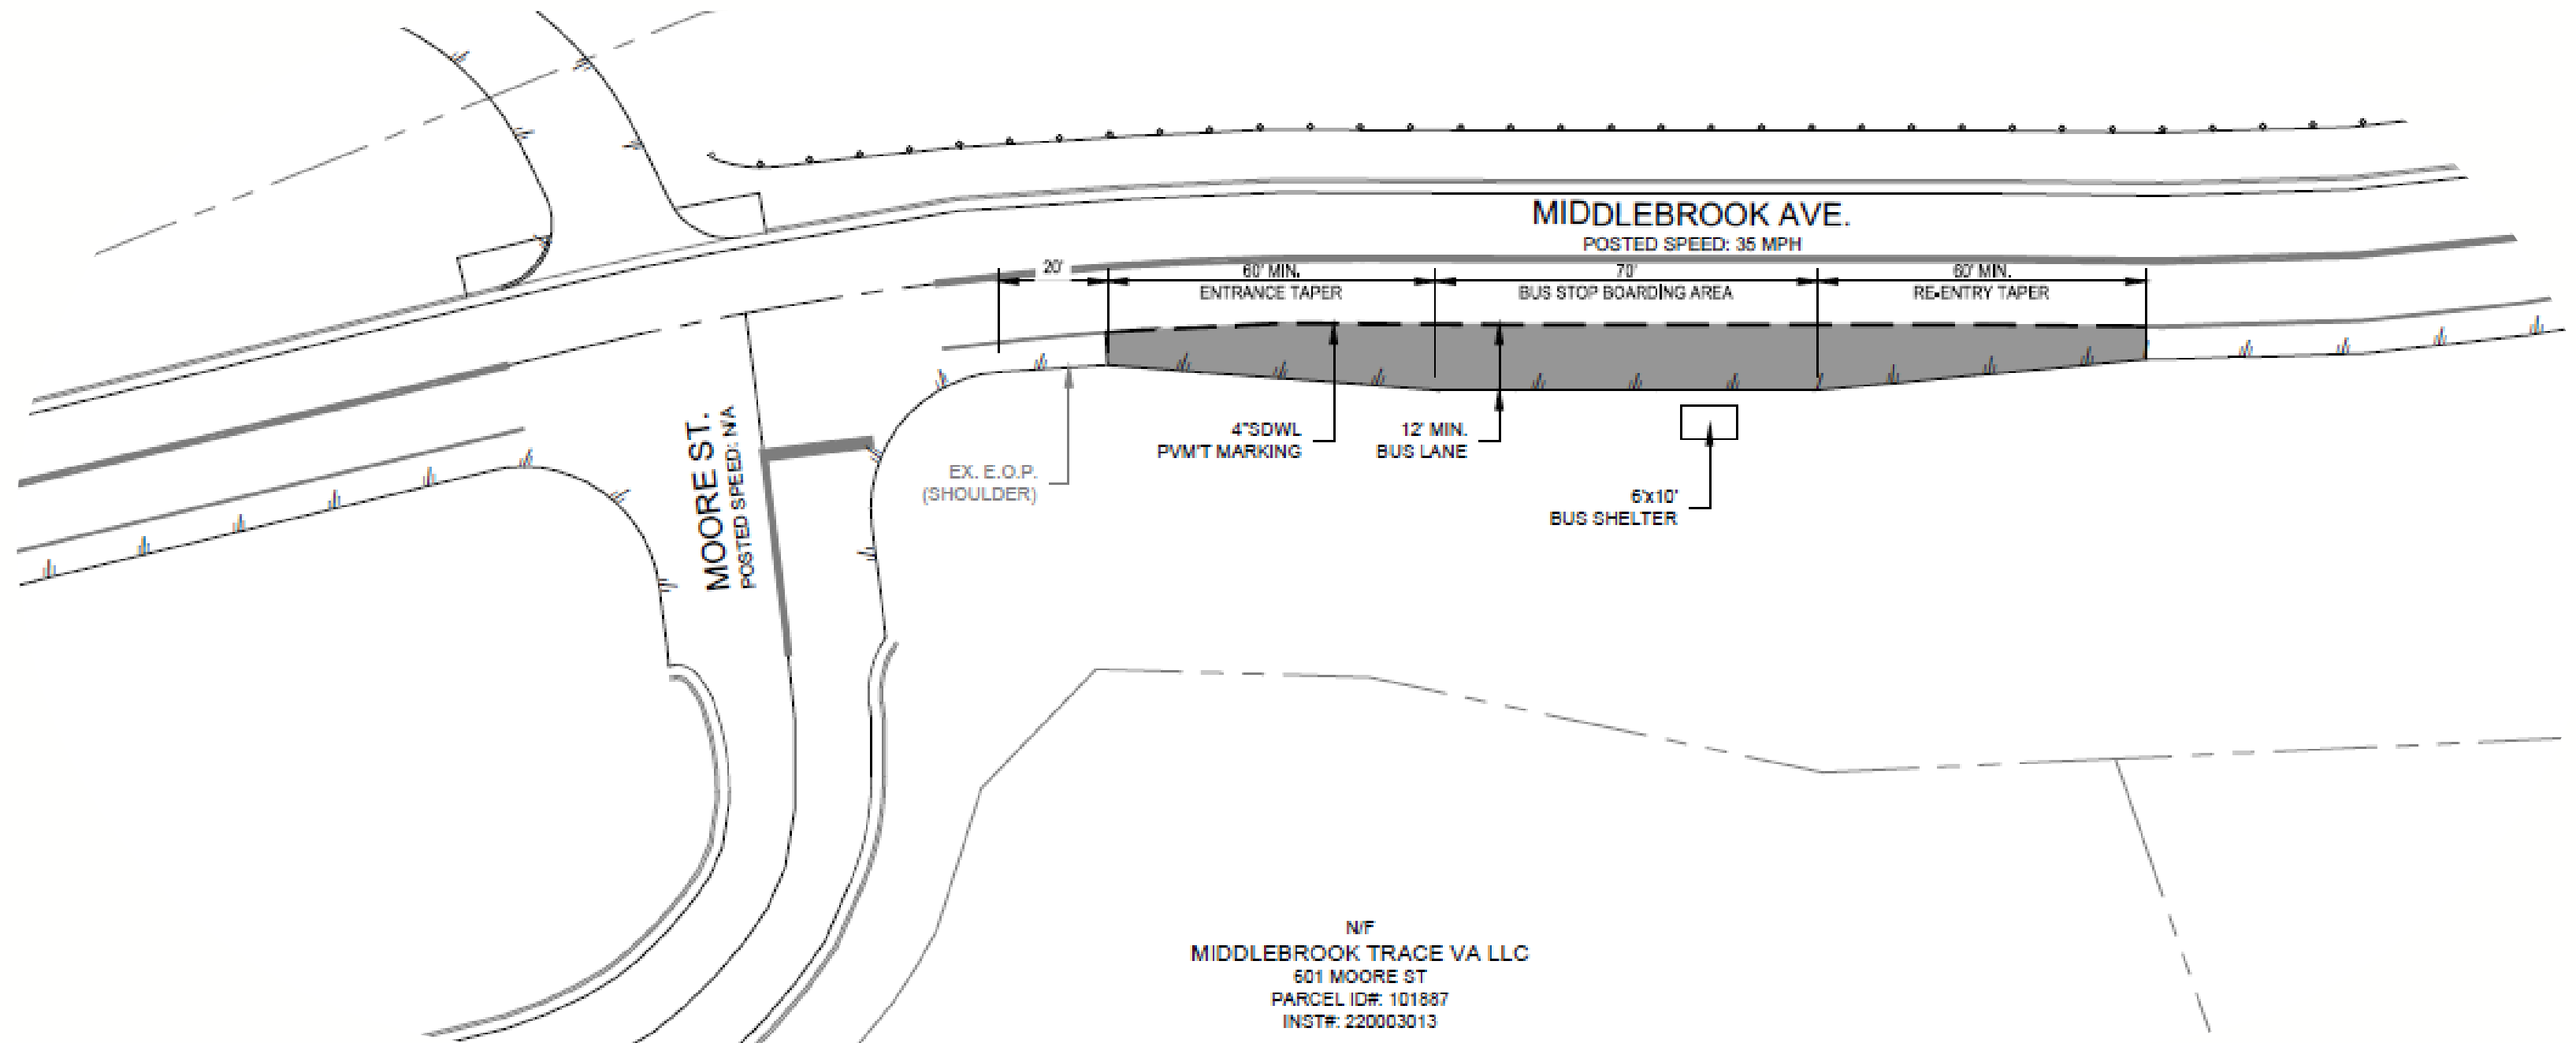 MIDDLEBROOK AVE.
POSTED SPEED: 35 MPH
20'
60' MIN.
ENTRANCE TAPER
70'
BUS STOP BOARDING AREA
60' MIN.
RE-ENTRY TAPER
4"SDWL
PVM'T MARKING
12' MIN.
BUS LANE
EX. E.O.P.
(SHOULDER)
6'x10'
BUS SHELTER
MOORE ST.
POSTED SPEED: N/A
N/F
MIDDLEBROOK TRACE VA LLC
601 MOORE ST
PARCEL ID#: 101887
INST#: 220003013